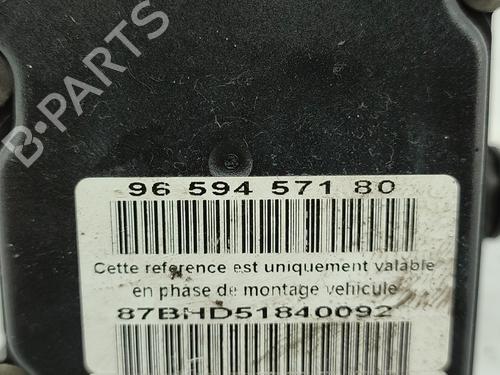 B-PARTS
96 594 571 80
Cette reference est uniquement valable
en phase de montage vehicule
87BHD51840092